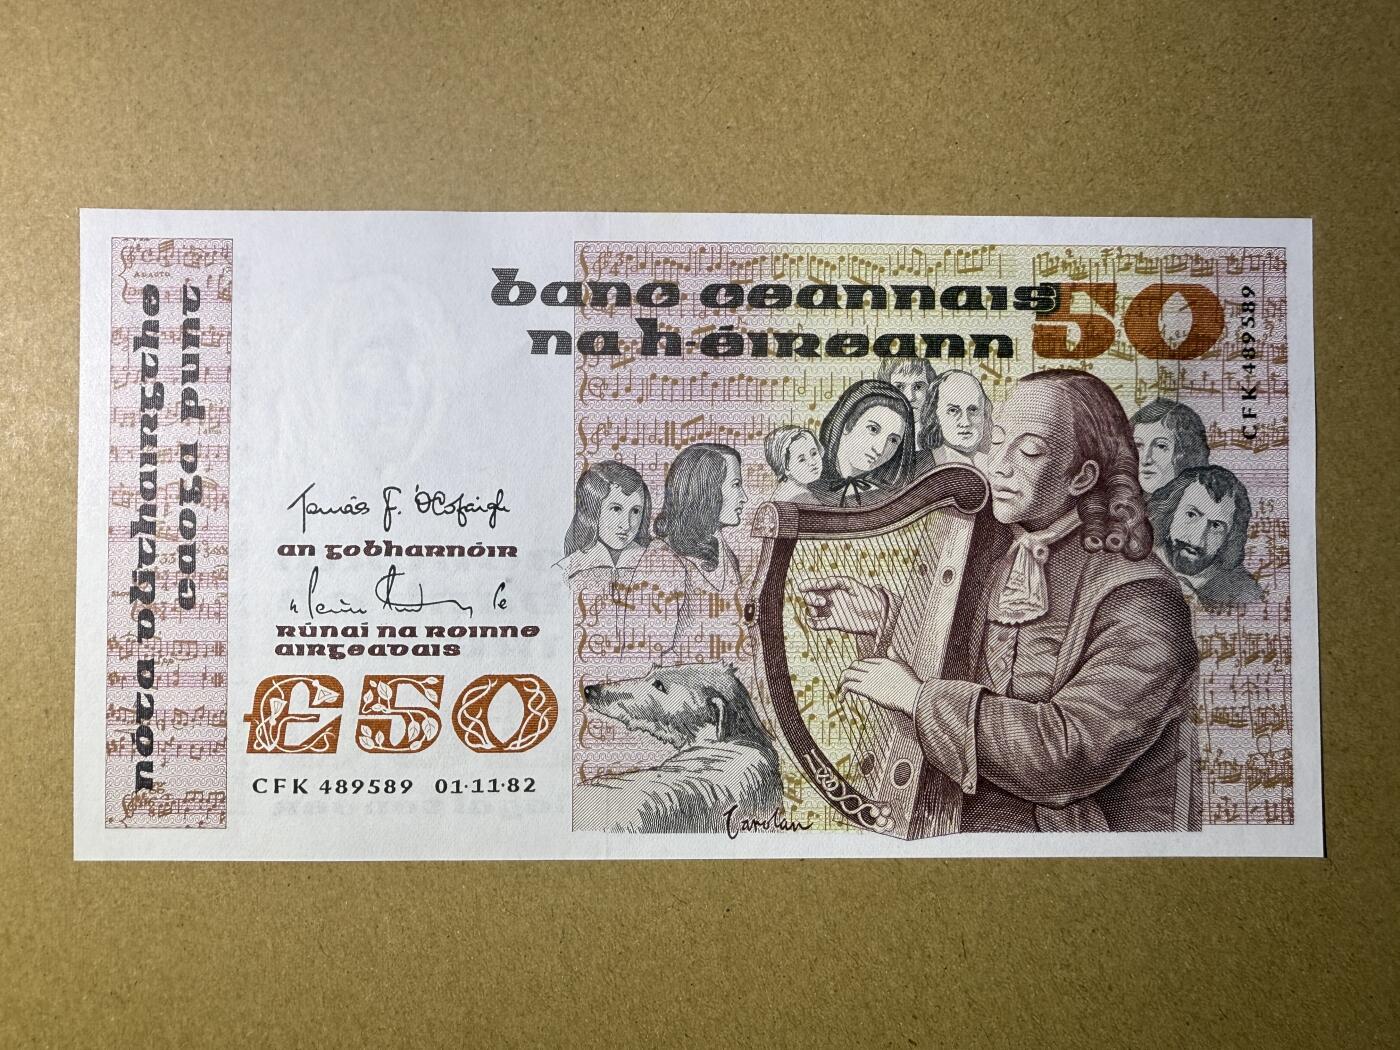 nóta dlíthairgthe
caoga punt
banc ceannais
na h-éireann
50
CFK 489589
Tomás F. Ó Cofaigh
an gobharnóir
rúnaí na roinne
airgeadais
£50
CFK 489589 01·11·82
Carolan
ADAGIO